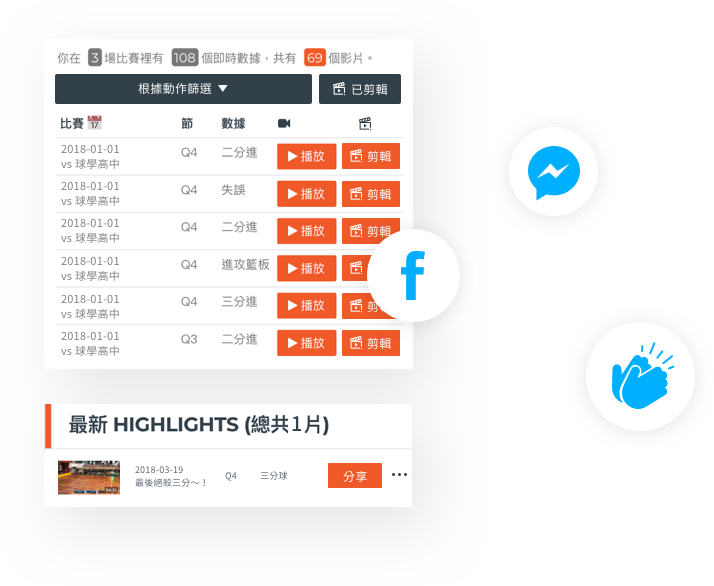 你在 3 場比賽裡有 108 個即時數據，共有 69 個影片。
根據動作篩選 ▼ 已剪輯
比賽 節 數據
2018-01-01 Q4 二分進 播放 剪輯
vs 球學高中
2018-01-01 Q4 失誤 播放 剪輯
vs 球學高中
2018-01-01 Q4 二分進 播放 剪輯
vs 球學高中
2018-01-01 Q4 進攻籃板 播放
vs 球學高中
2018-01-01 Q4 三分進 播放 剪
vs 球學高中
2018-01-01 Q3 二分進 播放 剪輯
vs 球學高中
最新 HIGHLIGHTS (總共1片)
2018-03-19 Q4 三分球 分享
最後絕殺三分～！